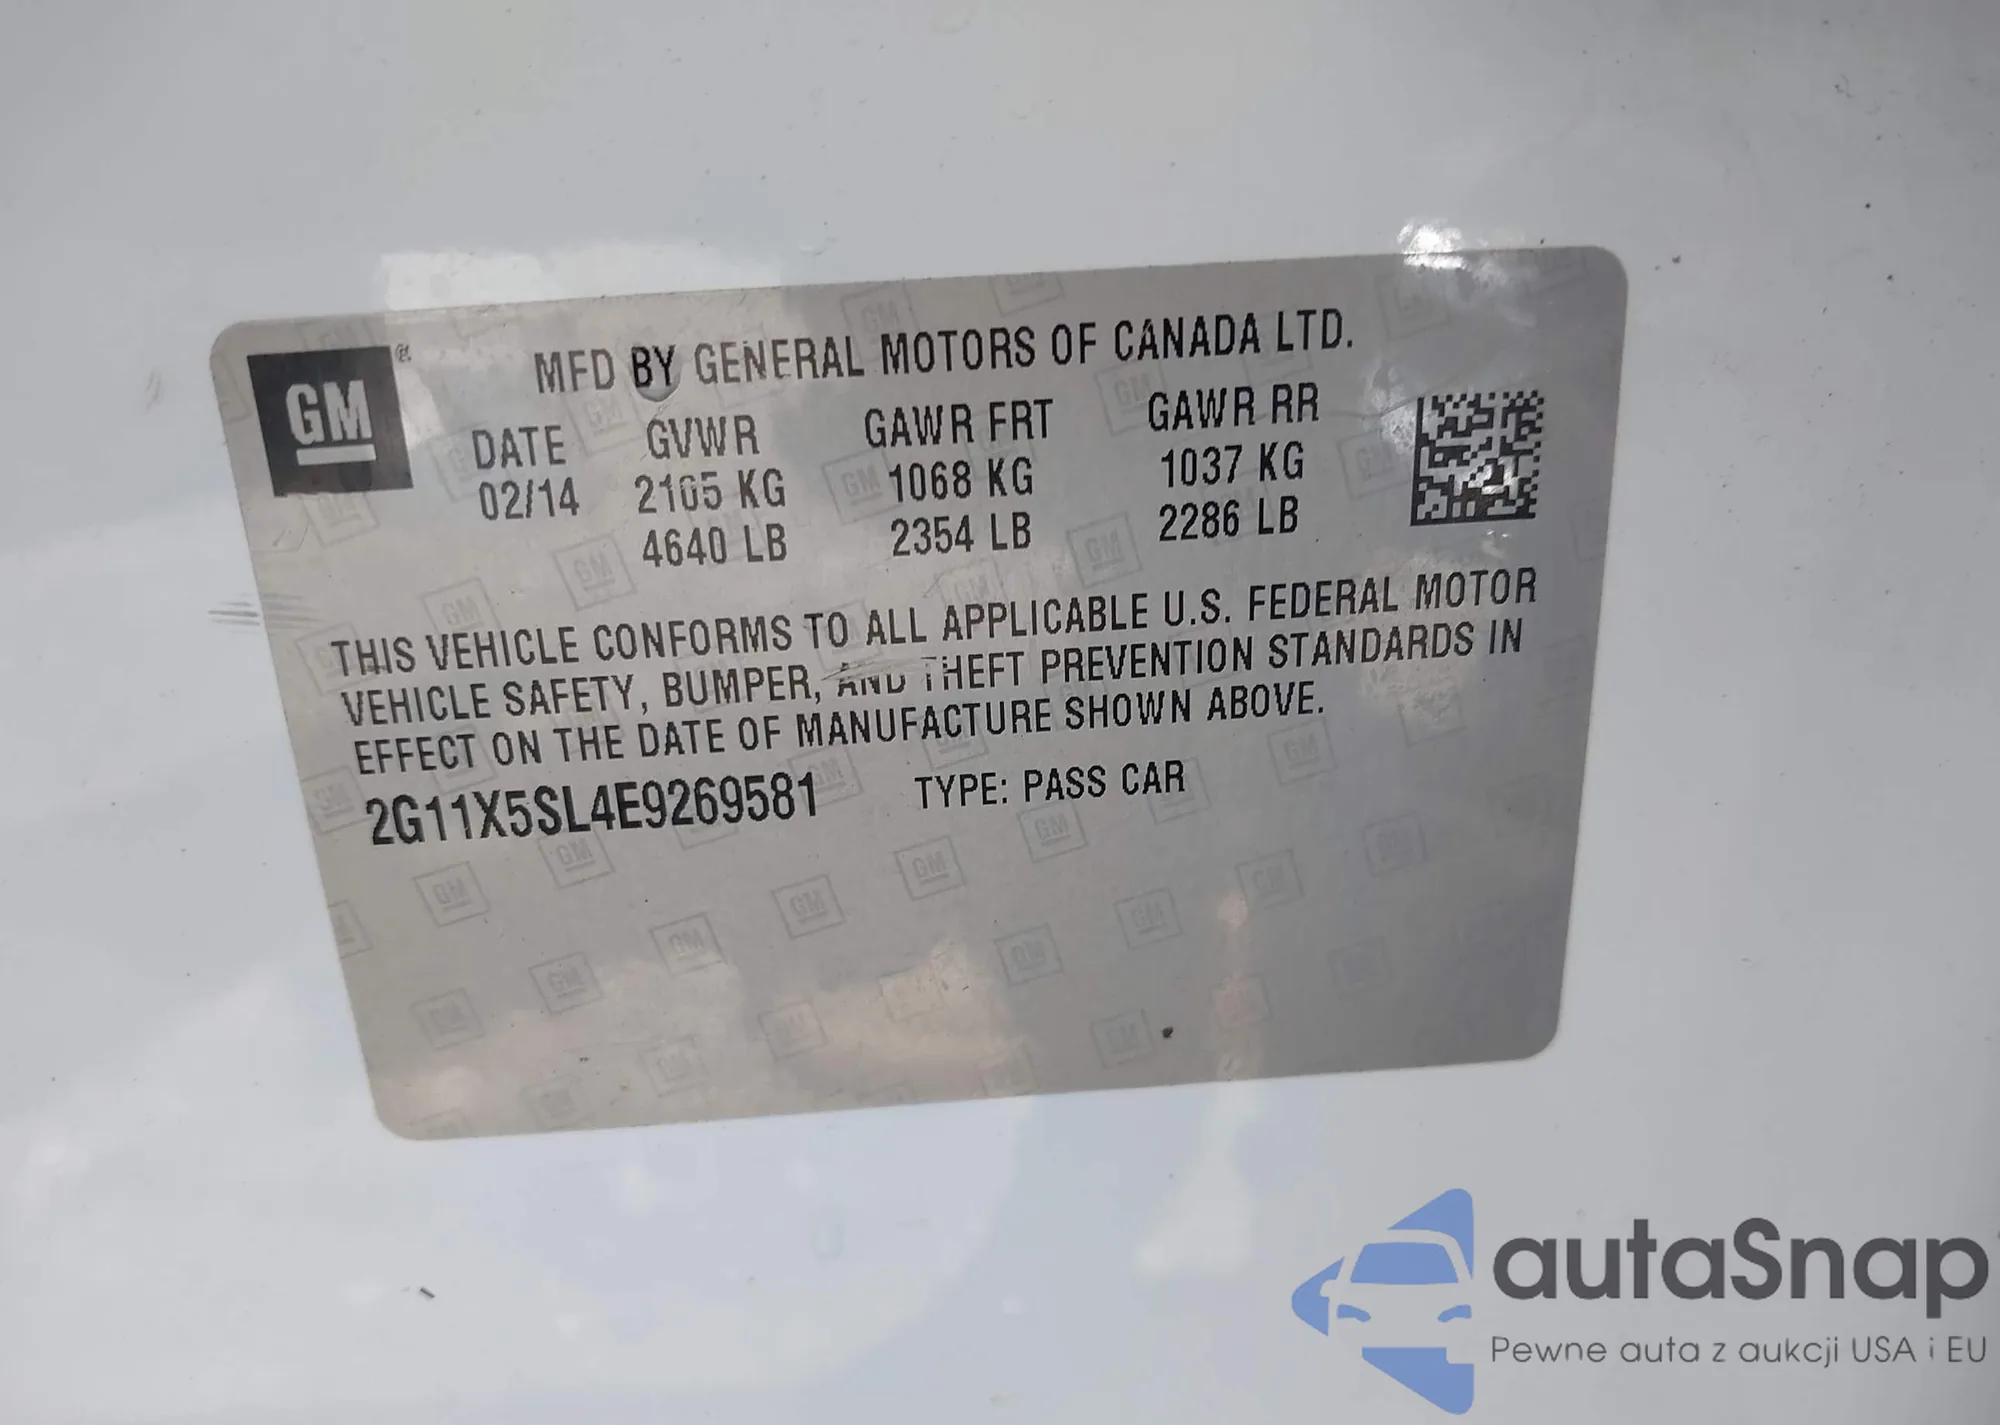 GM
MFD BY GENERAL MOTORS OF CANADA LTD.
DATE GVWR GAWR FRT GAWR RR
02/14 2105 KG 1068 KG 1037 KG
4640 LB 2354 LB 2286 LB
THIS VEHICLE CONFORMS TO ALL APPLICABLE U.S. FEDERAL MOTOR
VEHICLE SAFETY, BUMPER, AND THEFT PREVENTION STANDARDS IN
EFFECT ON THE DATE OF MANUFACTURE SHOWN ABOVE.
2G11X5SL4E9269581 TYPE: PASS CAR
autaSnap
Pewne auta z aukcji USA i EU